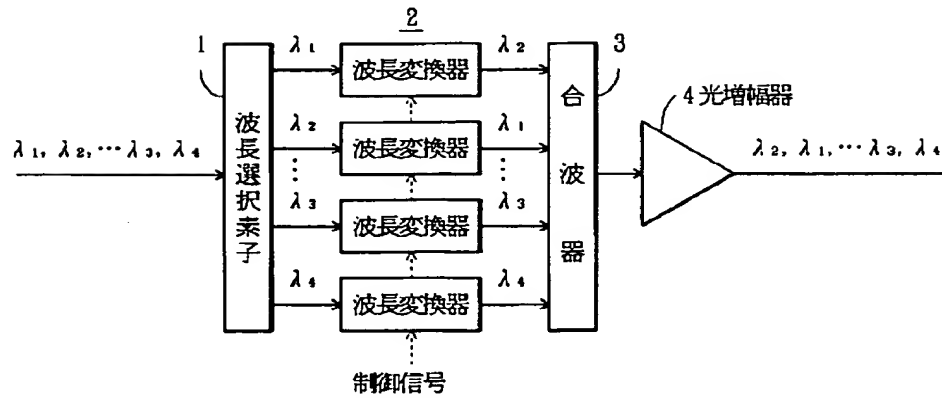 2
1
λ₁
波長変換器
λ₂
3
λ₂
波長変換器
λ₁
⋮
⋮
λ₃
波長変換器
λ₃
λ₄
波長変換器
λ₄
波長選択素子
合波器
4光増幅器
λ₁, λ₂, …λ₃, λ₄
λ₂, λ₁, …λ₃, λ₄
制御信号